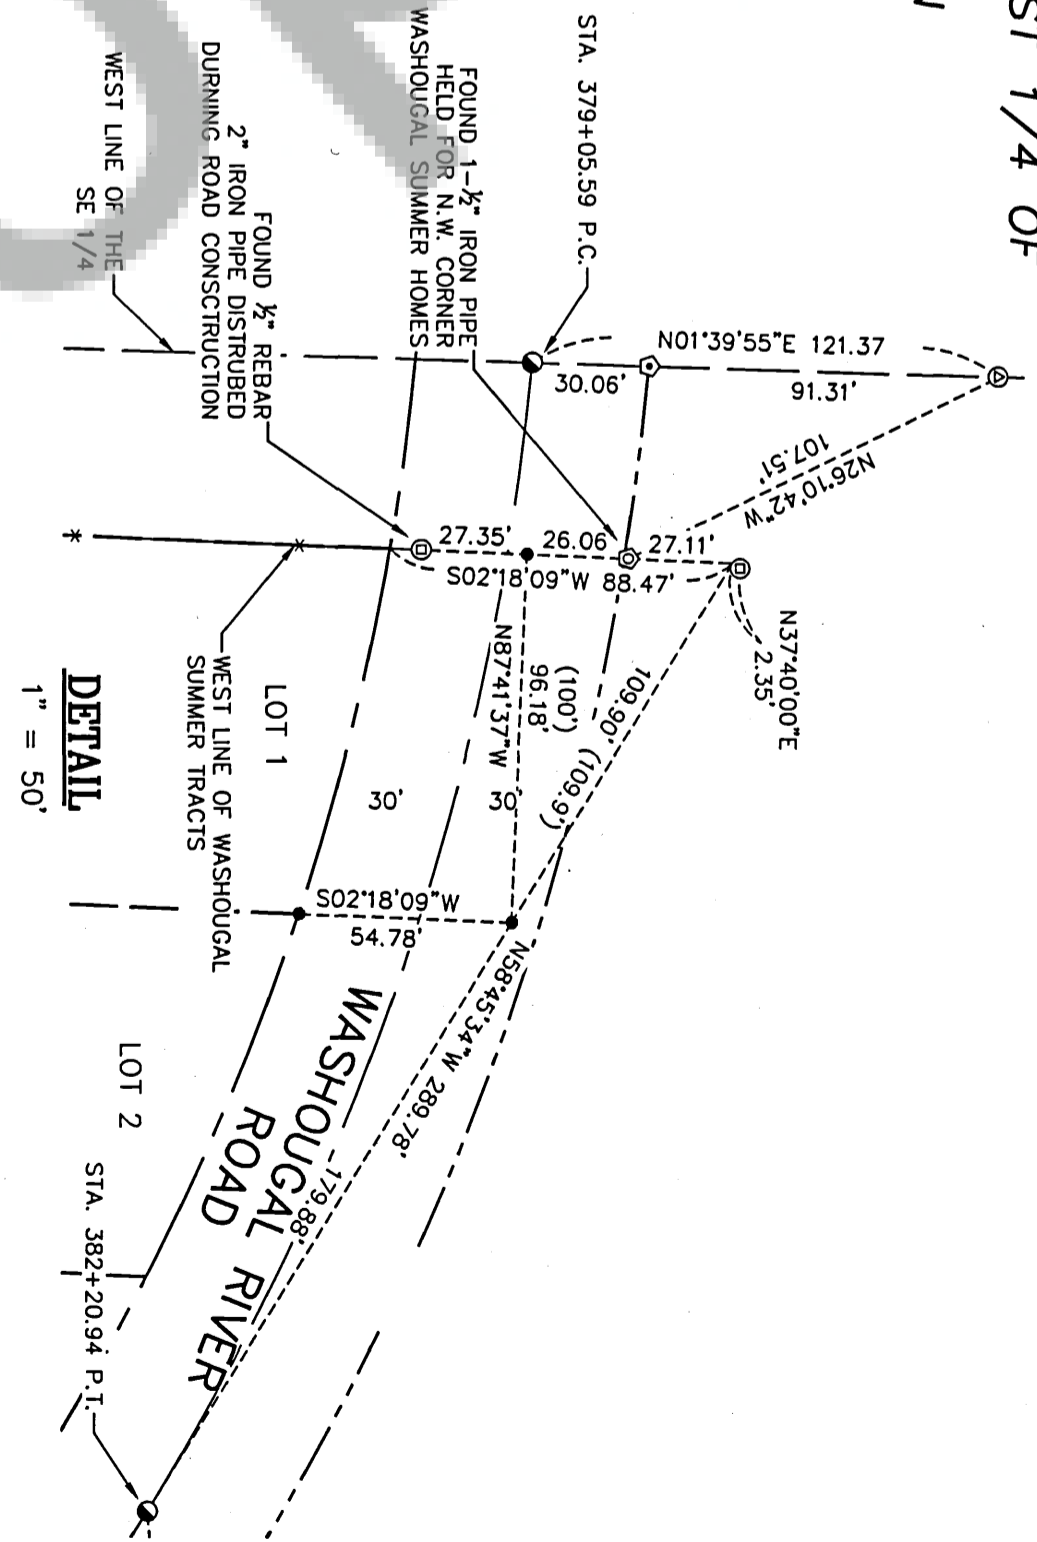 ST 1/4 OF
STA. 379+05.59 P.C.
FOUND 1-½" IRON PIPE
HELD FOR N.W. CORNER
WASHOUGAL SUMMER HOMES
FOUND ½" REBAR
2" IRON PIPE DISTRUBED
DURNING ROAD CONSCTRUCTION
WEST LINE OF THE
SE 1/4
N01°39'55"E 121.37
30.06'
91.31'
N26°10'42"W
107.51'
27.35'
26.06
27.11'
S02°18'09"W 88.47'
N37°40'00"E
2.35'
109.90' (109.9')
(100')
96.18'
N87°41'37"W
30'
30'
LOT 1
WEST LINE OF WASHOUGAL
SUMMER TRACTS
DETAIL
1" = 50'
S02°18'09"W
54.78'
N58°45'34"W 289.78'
179.88'
WASHOUGAL RIVER
ROAD
LOT 2
STA. 382+20.94 P.T.